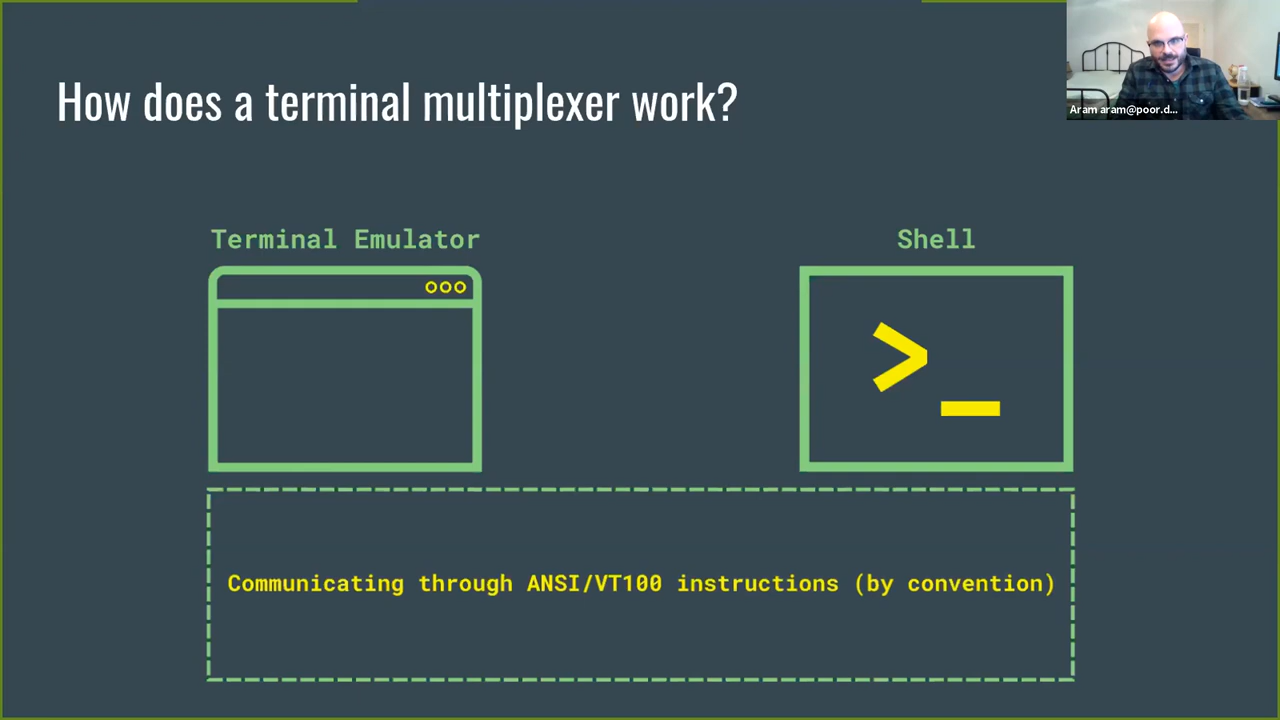 How does a terminal multiplexer work?
Aram aram@poor.d...
Terminal Emulator
Shell
>_
Communicating through ANSI/VT100 instructions (by convention)